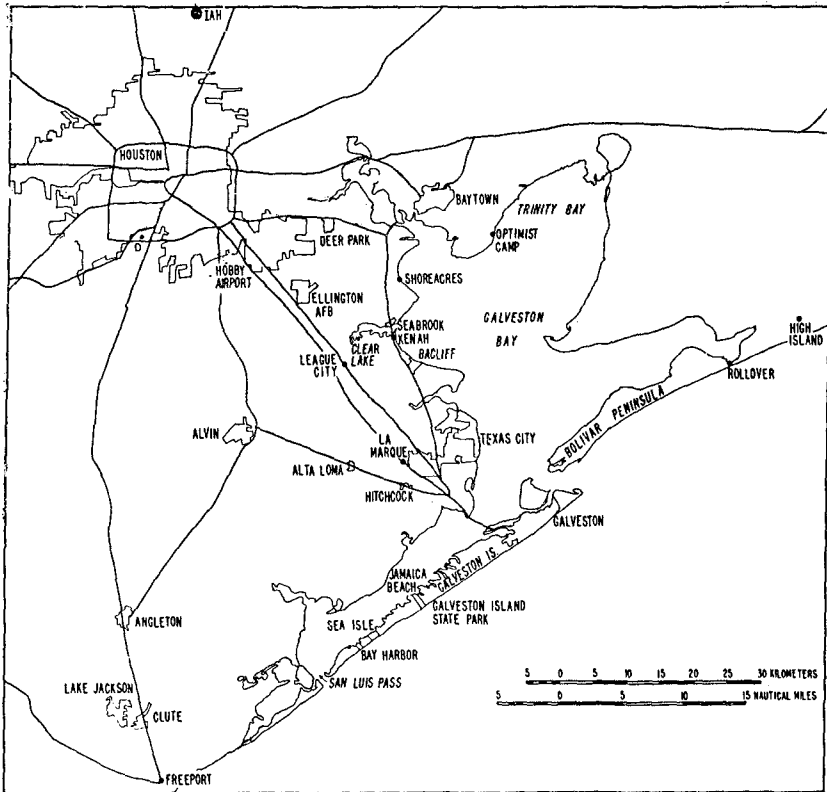 IAH
HOUSTON
BAYTOWN
TRINITY BAY
DEER PARK
OPTIMIST
CAMP
HOBBY
AIRPORT
SHOREACRES
ELLINGTON
AFB
GALVESTON
BAY
SEABROOK
KENAH
CLEAR
LAKE
BACLIFF
HIGH
ISLAND
LEAGUE
CITY
ROLLOVER
BOLIVAR PENINSULA
ALVIN
LA
MARQUE
TEXAS CITY
ALTA LOMA
HITCHCOCK
GALVESTON
GALVESTON IS.
JAMAICA
BEACH
GALVESTON ISLAND
STATE PARK
ANGLETON
SEA ISLE
BAY HARBOR
SAN LUIS PASS
LAKE JACKSON
CLUTE
FREEPORT
5 0 5 10 15 20 25 30 KILOMETERS
5 0 5 10 15 NAUTICAL MILES